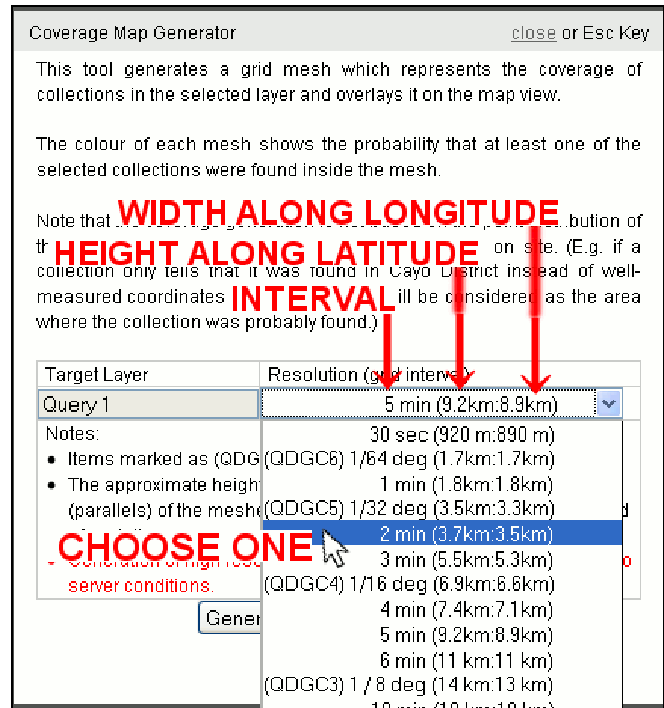 Coverage Map Generator close or Esc Key
This tool generates a grid mesh which represents the coverage of
collections in the selected layer and overlays it on the map view.
The colour of each mesh shows the probability that at least one of the
selected collections were found inside the mesh.
Note that bution of
WIDTH ALONG LONGITUDE
HEIGHT ALONG LATITUDE
on site. (E.g. if a
collection only tells that it was found in Cayo District instead of well-
measured coordinates ill be considered as the area
INTERVAL
where the collection was probably found.)
Target Layer Resolution (grid interval)
Query 1 5 min (9.2km:8.9km)
Notes:
• Items marked as (QDG
• The approximate heigh
(parallels) of the meshe
CHOOSE ONE
server conditions.
Gener
30 sec (920 m:890 m)
(QDGC6) 1/64 deg (1.7km:1.7km)
1 min (1.8km:1.8km)
(QDGC5) 1/32 deg (3.5km:3.3km)
2 min (3.7km:3.5km)
3 min (5.5km:5.3km)
(QDGC4) 1/16 deg (6.9km:6.6km)
4 min (7.4km:7.1km)
5 min (9.2km:8.9km)
6 min (11 km:11 km)
(QDGC3) 1 / 8 deg (14 km:13 km)